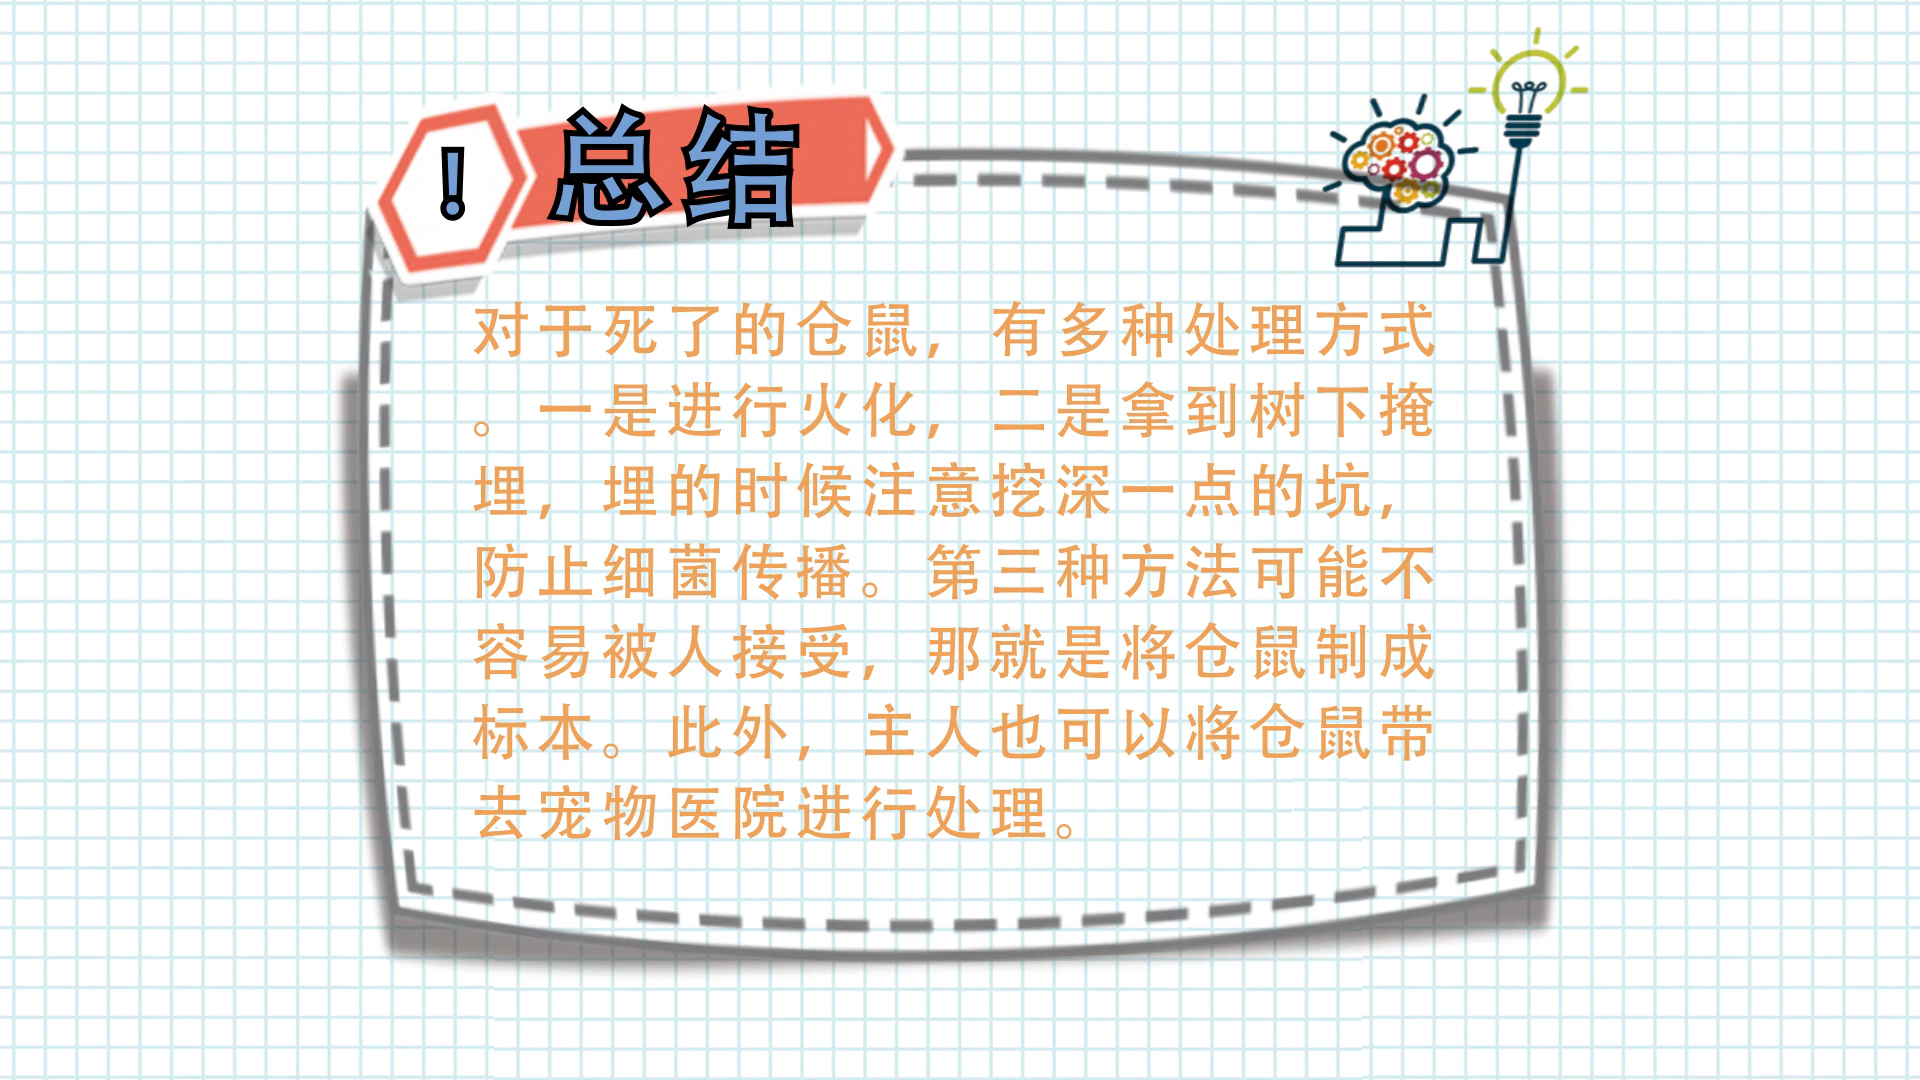 ! 总结
对于死了的仓鼠，有多种处理方式
。一是进行火化，二是拿到树下掩
埋，埋的时候注意挖深一点的坑，
防止细菌传播。第三种方法可能不
容易被人接受，那就是将仓鼠制成
标本。此外，主人也可以将仓鼠带
去宠物医院进行处理。